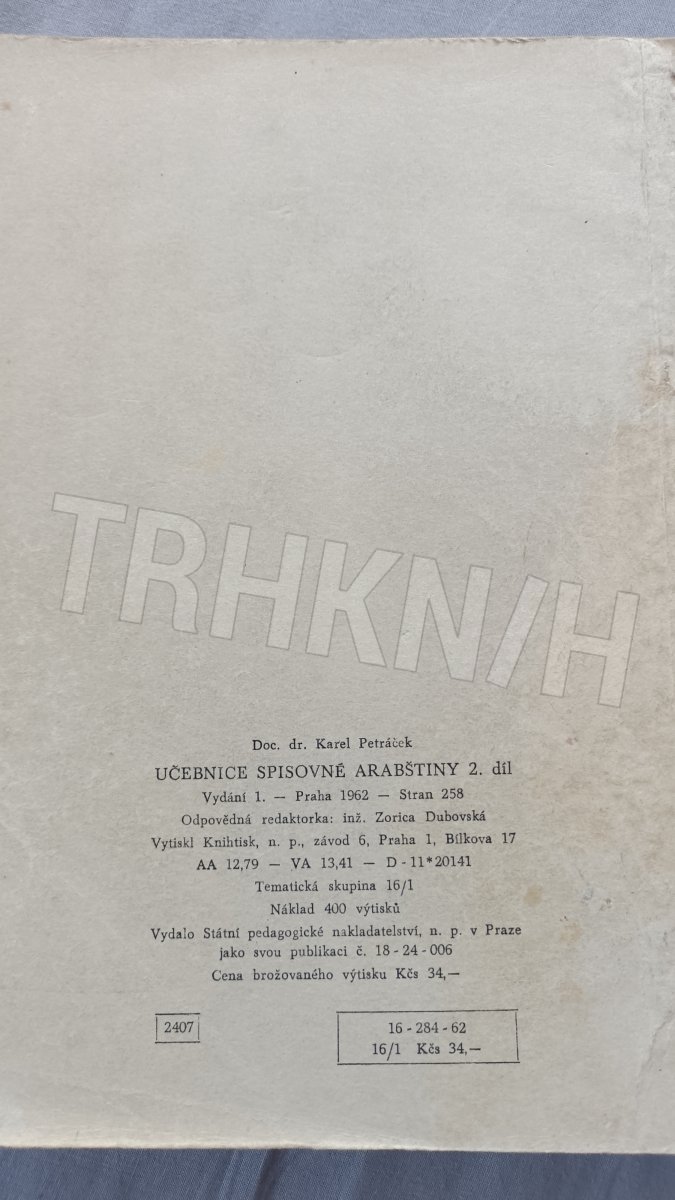 TRHKNIH
Doc. dr. Karel Petráček
UČEBNICE SPISOVNÉ ARABŠTINY 2. díl
Vydání 1. — Praha 1962 — Stran 258
Odpovědná redaktorka: inž. Zorica Dubovská
Vytiskl Knihtisk, n. p., závod 6, Praha 1, Bílkova 17
AA 12,79 — VA 13,41 — D - 11*20141
Tematická skupina 16/1
Náklad 400 výtisků
Vydalo Státní pedagogické nakladatelství, n. p. v Praze
jako svou publikaci č. 18 - 24 - 006
Cena brožovaného výtisku Kčs 34,—
2407
16 - 284 - 62
16/1 Kčs 34,—